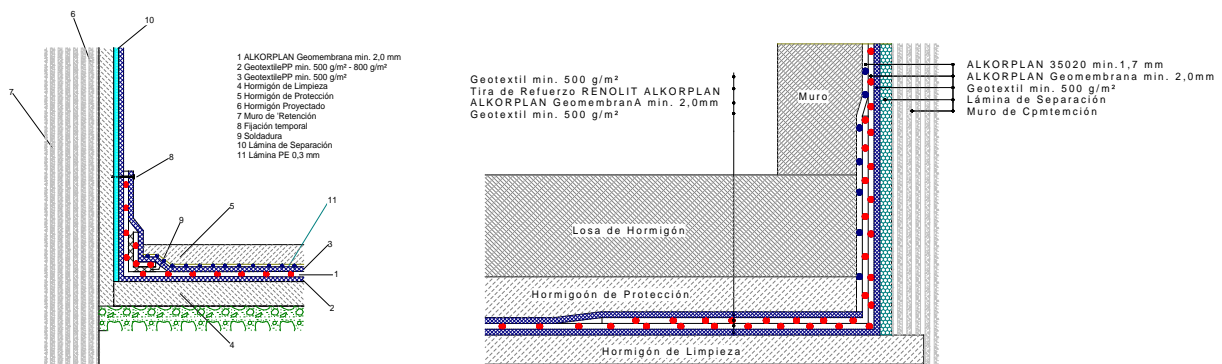 6
10
1 ALKORPLAN Geomembrana min. 2,0 mm
2 GeotextilePP min. 500 g/m² - 800 g/m²
3 GeotextilePP min. 500 g/m²
4 Hormigón de Limpieza
5 Hormigón de Protección
6 Hormigón Proyectado
7 Muro de 'Retención
8 Fijación temporal
9 Soldadura
10 Lámina de Separación
11 Lámina PE 0,3 mm
7
8
9
5
11
3
1
2
4
Geotextil min. 500 g/m²
Tira de Refuerzo RENOLIT ALKORPLAN
ALKORPLAN GeomembranA min. 2,0mm
Geotextil min. 500 g/m²
Muro
ALKORPLAN 35020 min.1,7 mm
ALKORPLAN Geomembrana min. 2,0mm
Geotextil min. 500 g/m²
Lámina de Separación
Muro de Cpmtemción
Losa de Hormigón
Hormigoón de Protección
Hormigón de Limpieza